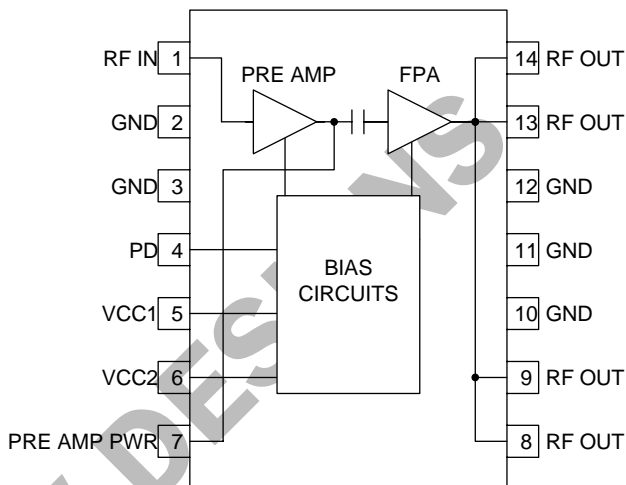 RF IN 1
PRE AMP
FPA
14 RF OUT
GND 2
13 RF OUT
GND 3
12 GND
PD 4
11 GND
BIAS
CIRCUITS
VCC1 5
10 GND
VCC2 6
9 RF OUT
PRE AMP PWR 7
8 RF OUT